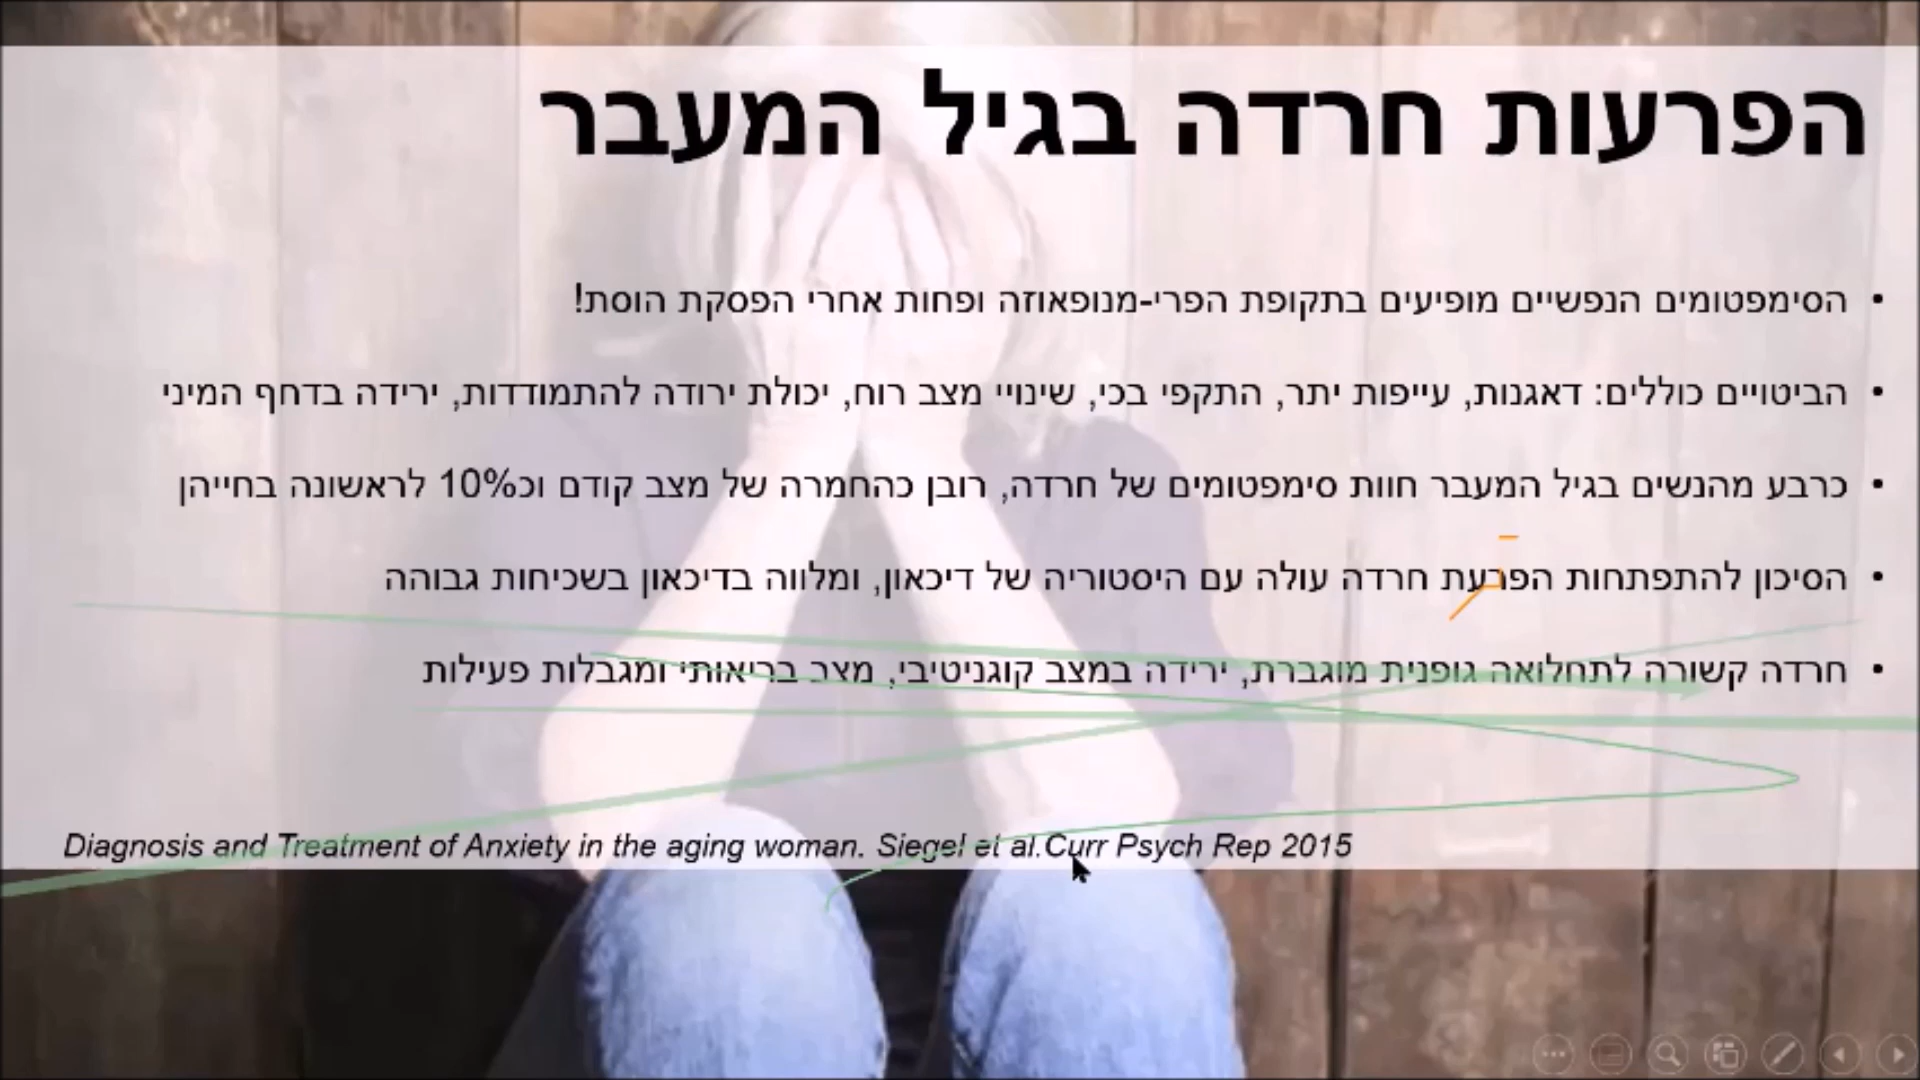 הפרעות חרדה בגיל המעבר
• הסימפטומים הנפשיים מופיעים בתקופת הפרי-מנופאוזה ופחות אחרי הפסקת הוסת!
• הביטויים כוללים: דאגנות, עייפות יתר, התקפי בכי, שינויי מצב רוח, יכולת ירודה להתמודדות, ירידה בדחף המיני
• כרבע מהנשים בגיל המעבר חוות סימפטומים של חרדה, רובן כהחמרה של מצב קודם וכ10% לראשונה בחייהן
• הסיכון להתפתחות הפרעת חרדה עולה עם היסטוריה של דיכאון, ומלווה בדיכאון בשכיחות גבוהה
• חרדה קשורה לתחלואה גופנית מוגברת, ירידה במצב קוגניטיבי, מצב בריאותי ומגבלות פעילות
Diagnosis and Treatment of Anxiety in the aging woman. Siegel et al.Curr Psych Rep 2015